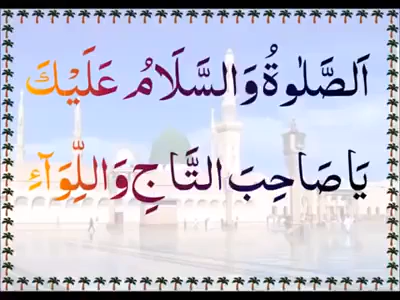 اَلصَّلٰوةُ وَالسَّلَامُ عَلَيْكَ
يَا صَاحِبَ التَّاجِ وَاللِّوَآءِ